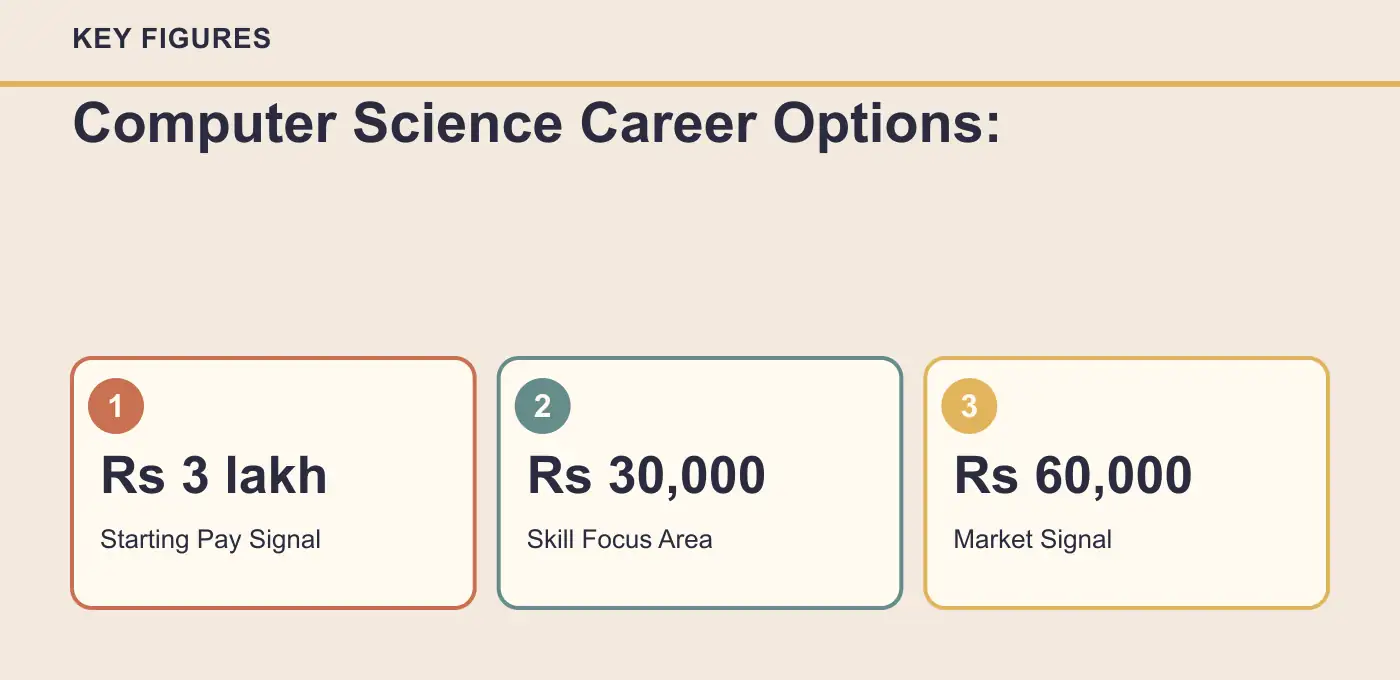 KEY FIGURES
Computer Science Career Options:
1
Rs 3 lakh
Starting Pay Signal
2
Rs 30,000
Skill Focus Area
3
Rs 60,000
Market Signal